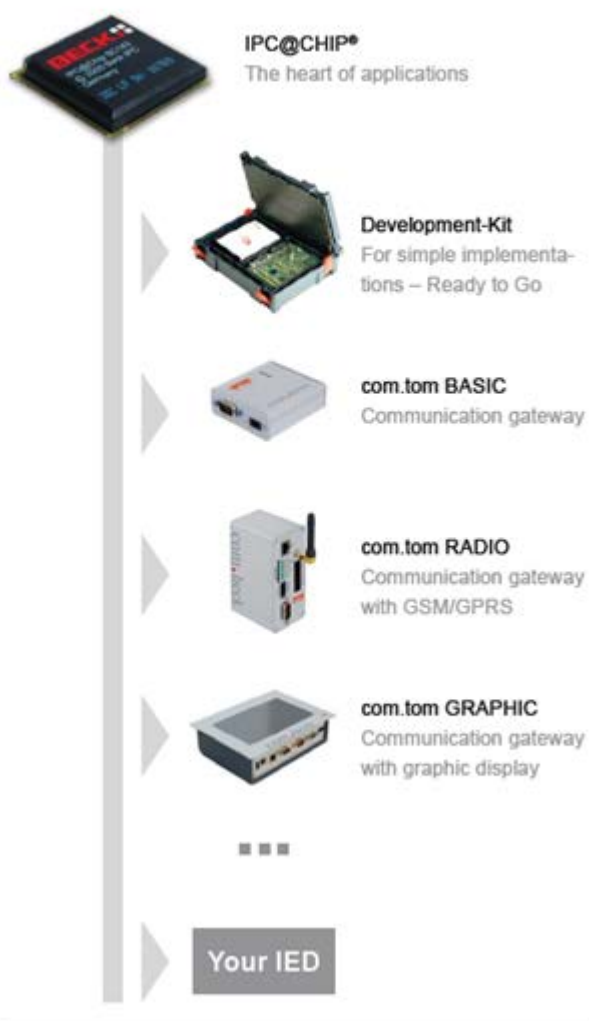 BECK
IPC@CHIP®
The heart of applications
Development-Kit
For simple implementa-
tions – Ready to Go
com.tom BASIC
Communication gateway
com.tom RADIO
Communication gateway
with GSM/GPRS
com.tom GRAPHIC
Communication gateway
with graphic display
Your IED